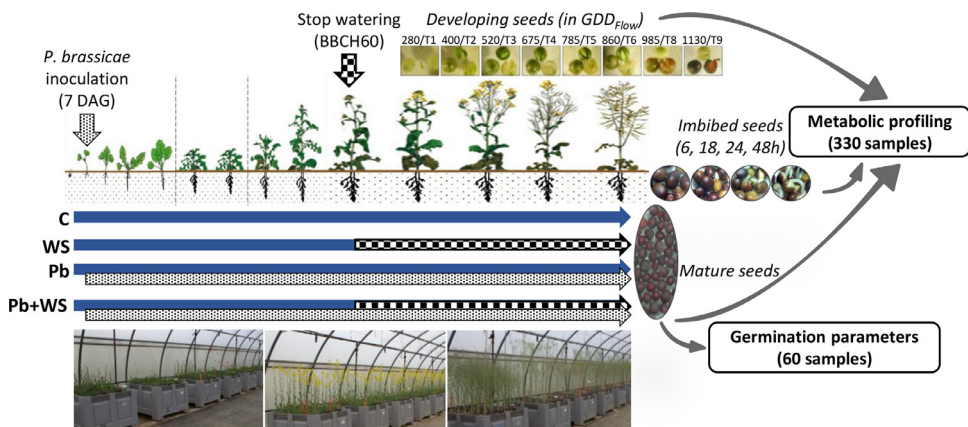 P. brassicae
inoculation
(7 DAG)
Stop watering
(BBCH60)
Developing seeds (in GDDFlow)
280/T1 400/T2 520/T3 675/T4 785/T5 860/T6 985/T8 1130/T9
Metabolic profiling
(330 samples)
Imbibed seeds
(6, 18, 24, 48h)
C
WS
Pb
Pb+WS
Mature seeds
Germination parameters
(60 samples)